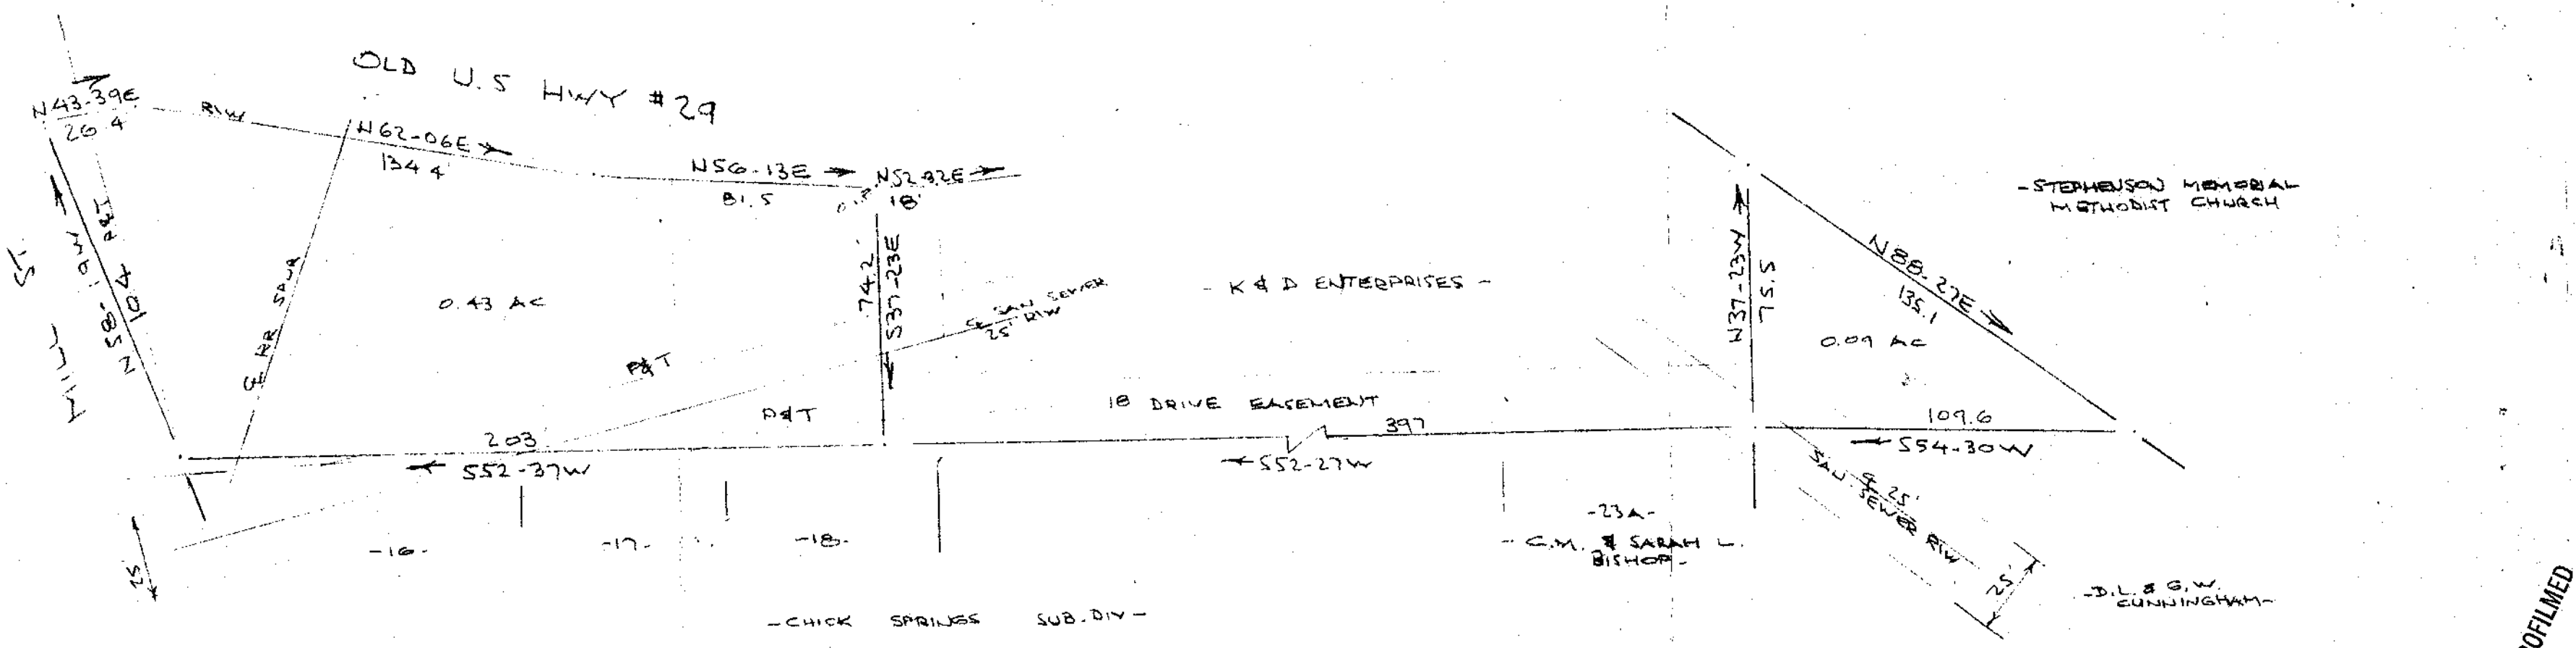 OLD U.S HWY #29
N43-39E
26.4
R/W
N62-06E
134.4'
N56-13E
81.5
N52-32E
18'
N58-10W
104
MILL ST
℄ RR SPUR
0.43 AC
74.2'
S37-23E
℄ SAN SEWER
25' R/W
P&T
P&T
- K & D ENTERPRISES -
18 DRIVE EASEMENT
203
S52-37W
397
S52-27W
N37-23W
75.5
N88-27E
135.1
0.09 AC
109.6
S54-30W
-STEPHENSON MEMORIAL
METHODIST CHURCH
℄ 25'
SAN. SEWER R/W
25'
25'
-16-
-17-
-18-
-23A-
- C.M. & SARAH L.
BISHOP-
-D.L. & G.W.
CUNNINGHAM-
-CHICK SPRINGS SUB. DIV-
OFILMED